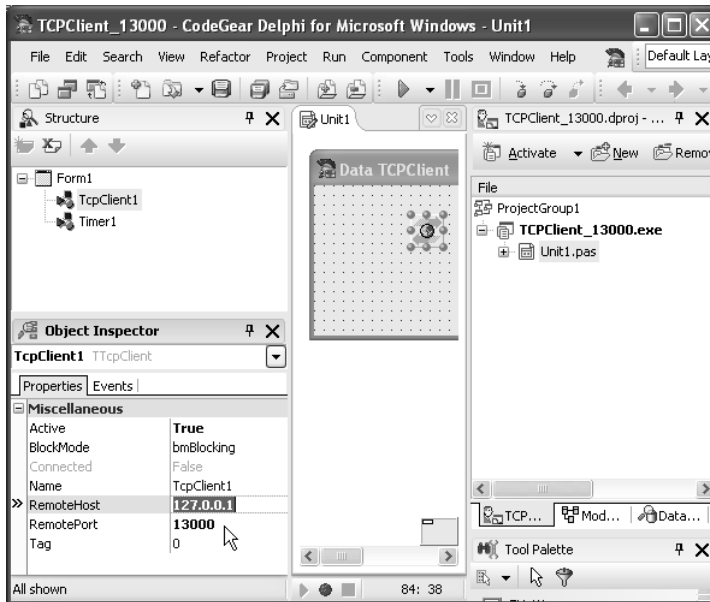 TCPClient_13000 - CodeGear Delphi for Microsoft Windows - Unit1
File Edit Search View Refactor Project Run Component Tools Window Help Default Lay
Structure
Form1
TcpClient1
Timer1
Object Inspector
TcpClient1 TTcpClient
Properties Events
Miscellaneous
Active True
BlockMode bmBlocking
Connected False
Name TcpClient1
RemoteHost 127.0.0.1
RemotePort 13000
Tag 0
All shown
Unit1
Data TCPClient
84: 38
TCPClient_13000.dproj - ...
Activate New Remo
File
ProjectGroup1
TCPClient_13000.exe
Unit1.pas
TCP... Mod... Data...
Tool Palette